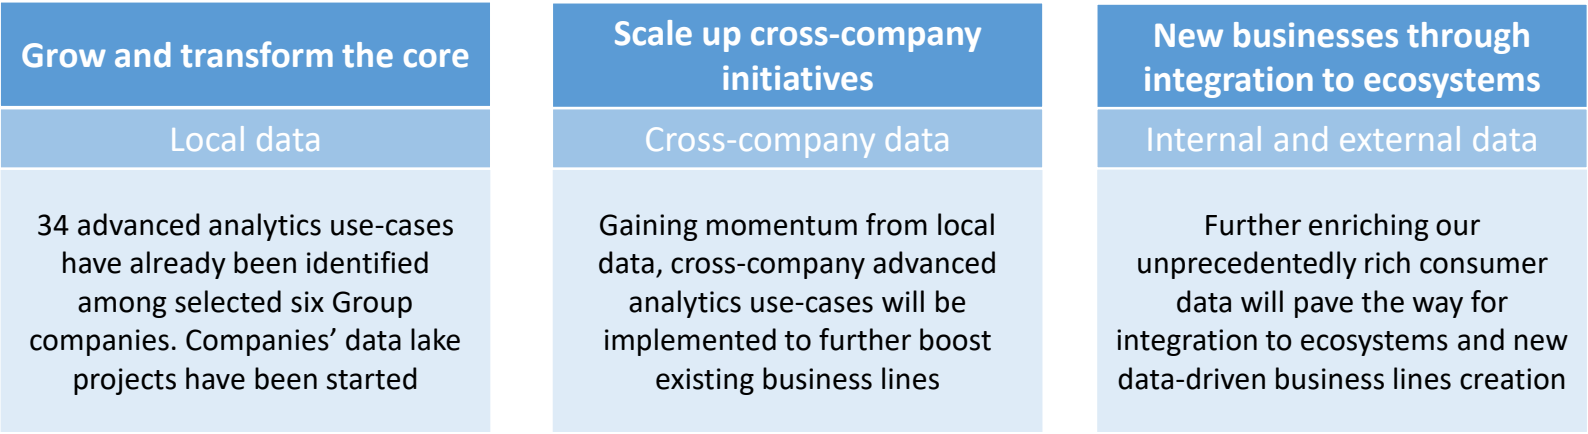 Grow and transform the core
Local data
34 advanced analytics use-cases
have already been identified
among selected six Group
companies. Companies’ data lake
projects have been started
Scale up cross-company
initiatives
Cross-company data
Gaining momentum from local
data, cross-company advanced
analytics use-cases will be
implemented to further boost
existing business lines
New businesses through
integration to ecosystems
Internal and external data
Further enriching our
unprecedentedly rich consumer
data will pave the way for
integration to ecosystems and new
data-driven business lines creation